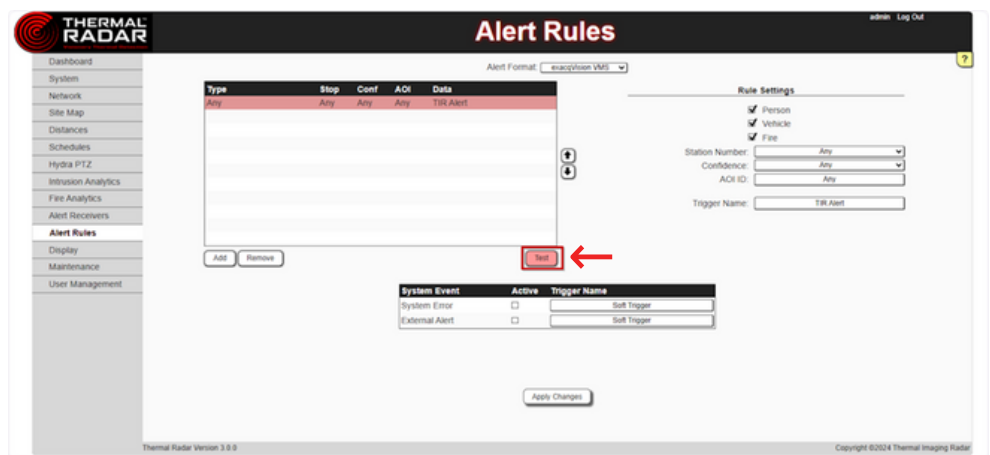 THERMAL
RADAR
Alert Rules
admin Log Out
?
Dashboard
System
Network
Site Map
Distances
Schedules
Hydra PTZ
Intrusion Analytics
Fire Analytics
Alert Receivers
Alert Rules
Display
Maintenance
User Management
Alert Format: exacqVision VMS
Type Stop Conf AOI Data
Any Any Any Any TIR Alert
Add Remove Test
Rule Settings
Person
Vehicle
Fire
Station Number: Any
Confidence: Any
AOI ID: Any
Trigger Name: TIR Alert
System Event Active Trigger Name
System Error Soft Trigger
External Alert Soft Trigger
Apply Changes
Thermal Radar Version 3.0.0
Copyright ©2024 Thermal Imaging Radar